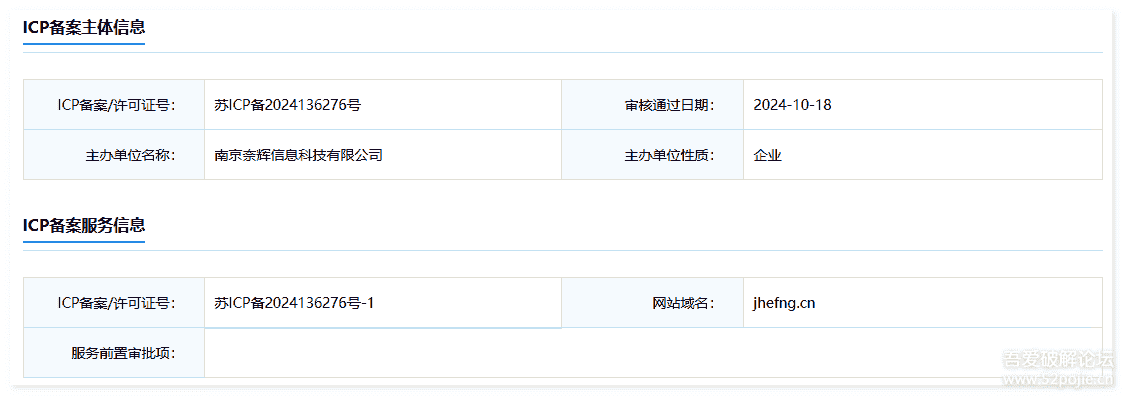 ICP备案主体信息
ICP备案/许可证号： 苏ICP备2024136276号 审核通过日期： 2024-10-18
主办单位名称： 南京奈辉信息科技有限公司 主办单位性质： 企业
ICP备案服务信息
ICP备案/许可证号： 苏ICP备2024136276号-1 网站域名： jhefng.cn
服务前置审批项：
吾爱破解论坛
www.52pojie.cn